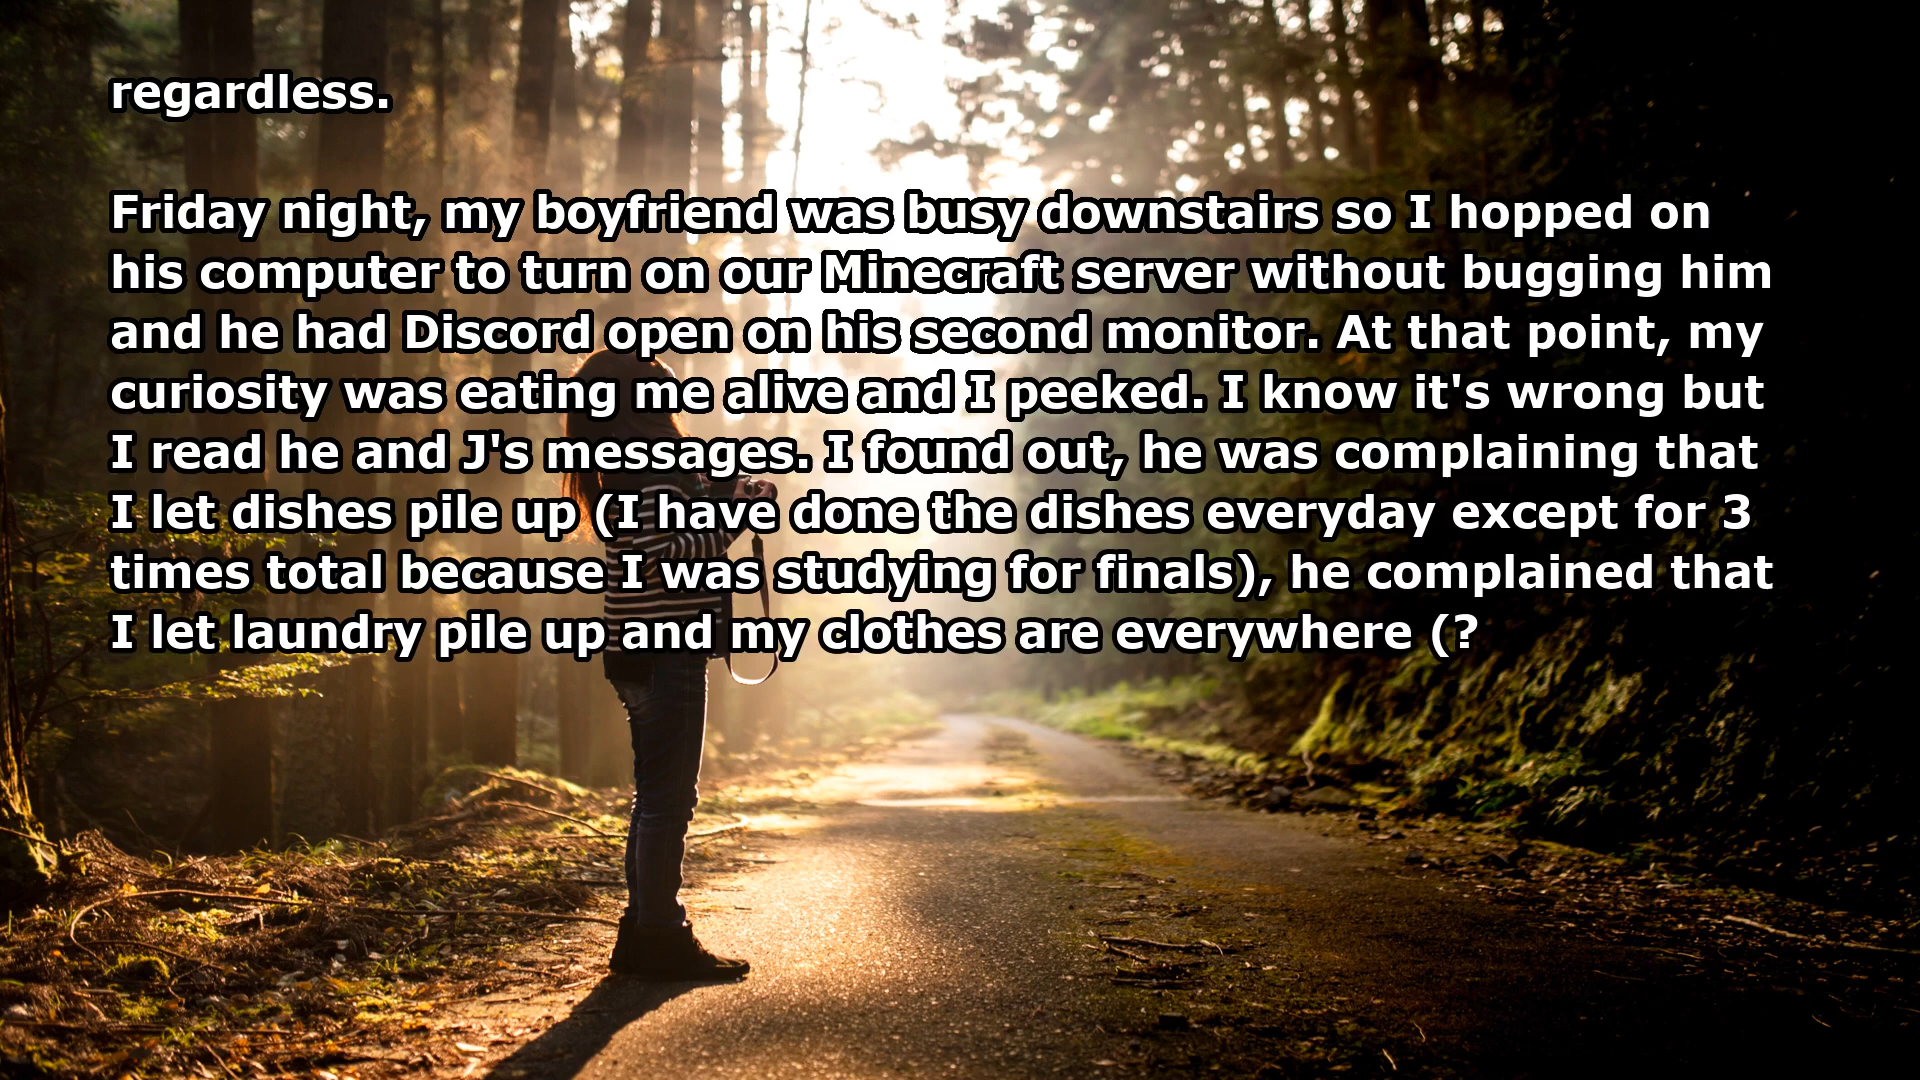 regardless.
Friday night, my boyfriend was busy downstairs so I hopped on
his computer to turn on our Minecraft server without bugging him
and he had Discord open on his second monitor. At that point, my
curiosity was eating me alive and I peeked. I know it's wrong but
I read he and J's messages. I found out, he was complaining that
I let dishes pile up (I have done the dishes everyday except for 3
times total because I was studying for finals), he complained that
I let laundry pile up and my clothes are everywhere (?